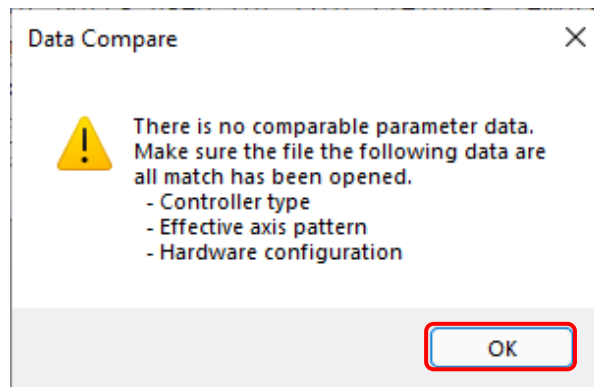 Data Compare
There is no comparable parameter data.
Make sure the file the following data are
all match has been opened.
- Controller type
- Effective axis pattern
- Hardware configuration
OK